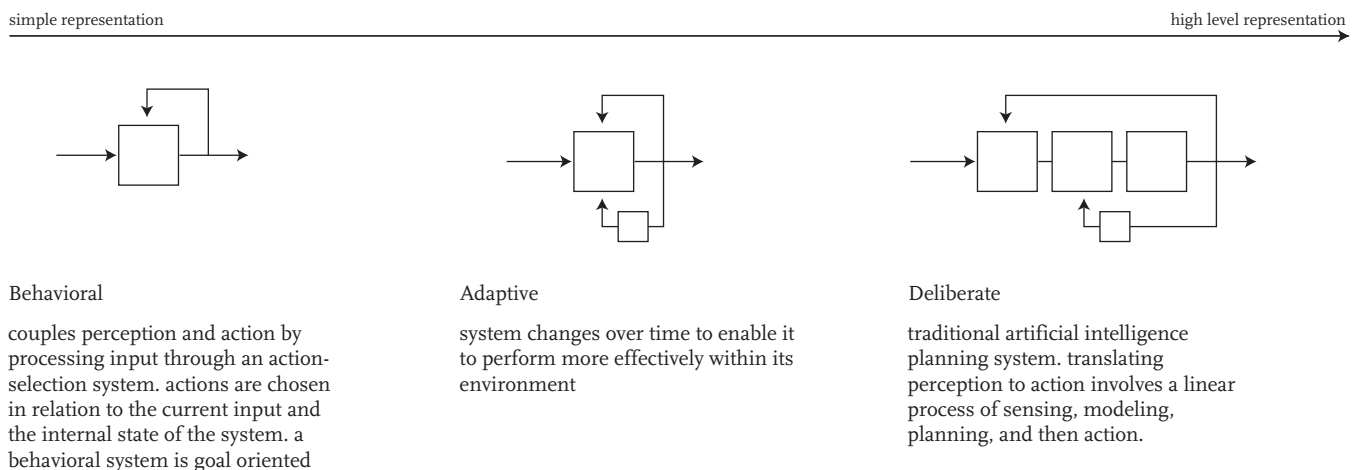 simple representation
high level representation
Behavioral
couples perception and action by
processing input through an action-
selection system. actions are chosen
in relation to the current input and
the internal state of the system. a
behavioral system is goal oriented
Adaptive
system changes over time to enable it
to perform more effectively within its
environment
Deliberate
traditional artificial intelligence
planning system. translating
perception to action involves a linear
process of sensing, modeling,
planning, and then action.